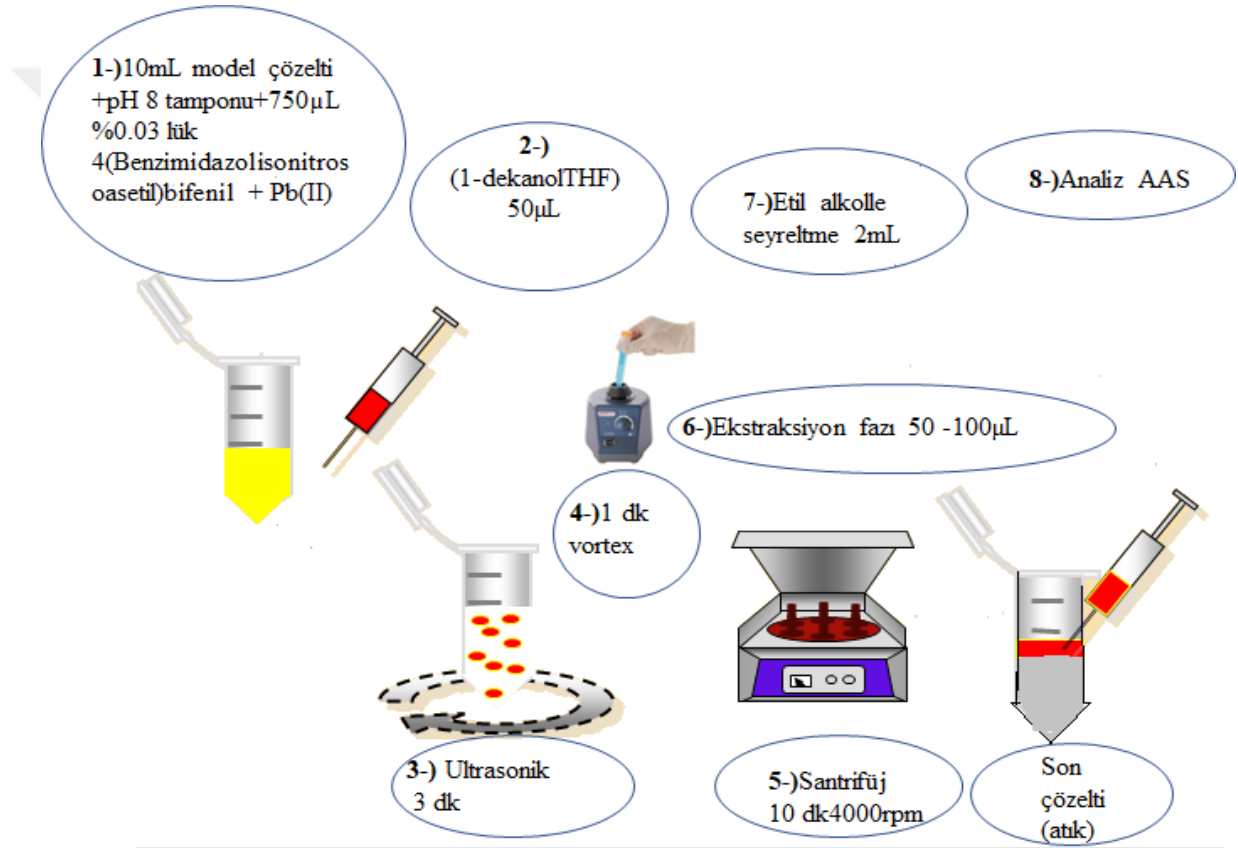 1-)10mL model çözelti
+pH 8 tamponu+750µL
%0.03 lük
4(Benzimidazolisonitros
oasetil)bifenil + Pb(II)
2-)
(1-dekanolTHF)
50µL
3-) Ultrasonik
3 dk
4-)1 dk
vortex
5-)Santrifüj
10 dk4000rpm
6-)Ekstraksiyon fazı 50 -100µL
7-)Etil alkolle
seyreltme 2mL
8-)Analiz AAS
Son
çözelti
(atık)